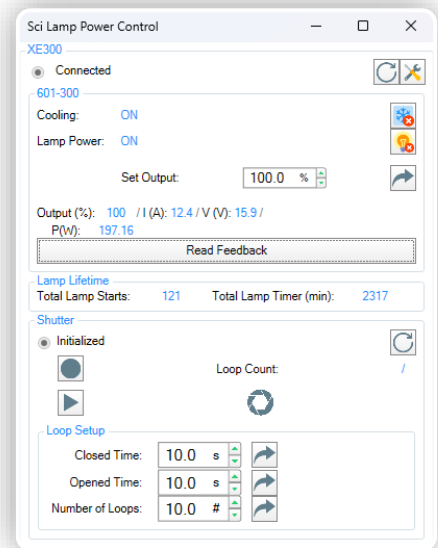 Sci Lamp Power Control
XE300
Connected
601-300
Cooling: ON
Lamp Power: ON
Set Output: 100.0 %
Output (%): 100 / I (A): 12.4 / V (V): 15.9 /
P(W): 197.16
Read Feedback
Lamp Lifetime
Total Lamp Starts: 121 Total Lamp Timer (min): 2317
Shutter
Initialized
Loop Count: /
Loop Setup
Closed Time: 10.0 s
Opened Time: 10.0 s
Number of Loops: 10.0 #